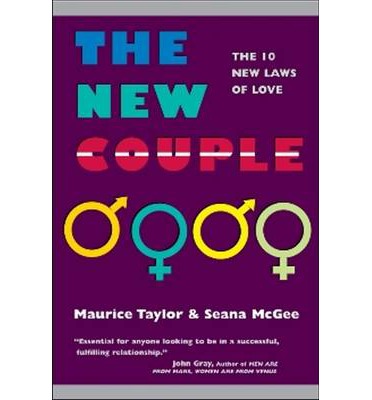 THE
NEW
COUPLE
THE 10
NEW LAWS
OF LOVE
Maurice Taylor & Seana McGee
"Essential for anyone looking to be in a successful,
fulfilling relationship."
John Gray, Author of MEN ARE
FROM MARS, WOMEN ARE FROM VENUS